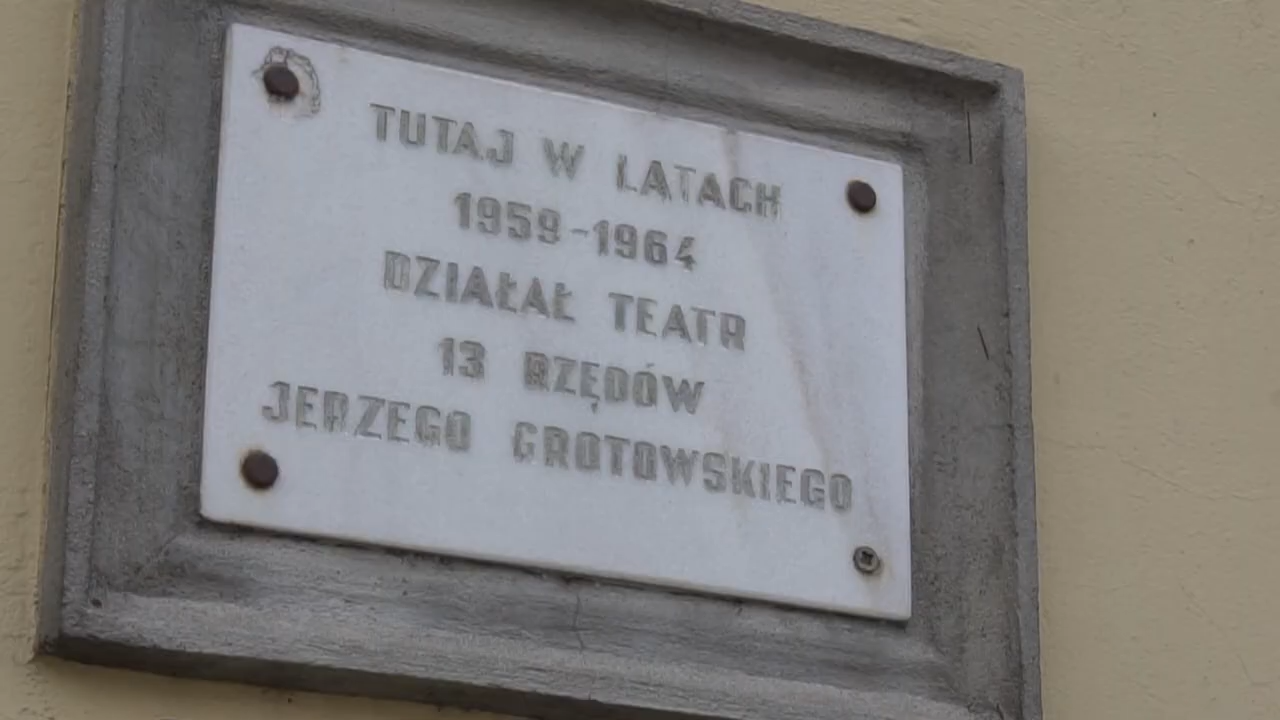 TUTAJ W LATACH
1959-1964
DZIAŁAŁ TEATR
13 RZĘDÓW
JERZEGO GROTOWSKIEGO